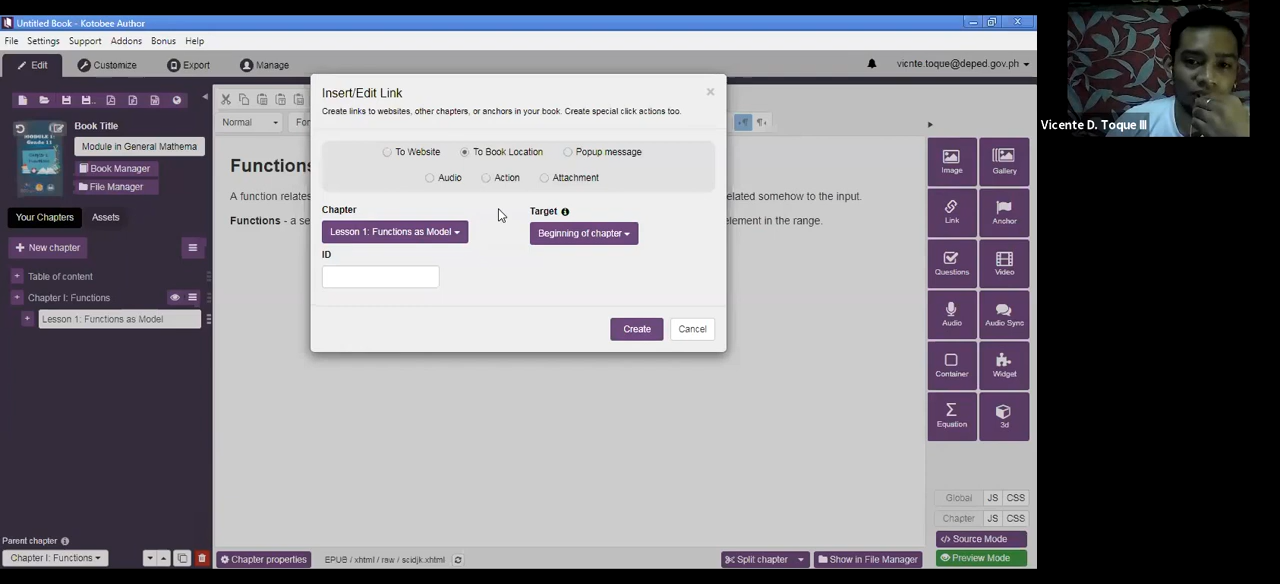 Untitled Book - Kotobee Author
File Settings Support Addons Bonus Help
Edit Customize Export Manage vicnte.toque@deped.gov.ph
Book Title
Module in General Mathema
Book Manager
File Manager
Your Chapters Assets
New chapter
Table of content
Chapter I: Functions
Lesson 1: Functions as Model
Parent chapter
Chapter I: Functions
Normal
Functions
A function relates
elated somehow to the input.
Functions - a se
element in the range.
Insert/Edit Link
Create links to websites, other chapters, or anchors in your book. Create special click actions too.
To Website To Book Location Popup message
Audio Action Attachment
Chapter
Lesson 1: Functions as Model
Target
Beginning of chapter
ID
Create Cancel
Image Gallery
Link Anchor
Questions Video
Audio Audio Sync
Container Widget
Equation 3d
Global JS CSS
Chapter JS CSS
Source Mode
Preview Mode
Chapter properties EPUB / xhtml / raw / scidjk.xhtml Split chapter Show in File Manager
Vicente D. Toque III